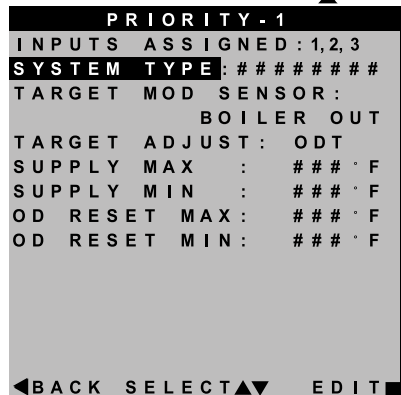 PRIORITY-1
INPUTS ASSIGNED:1,2,3
SYSTEM TYPE:########
TARGET MOD SENSOR:
BOILER OUT
TARGET ADJUST: ODT
SUPPLY MAX : ###°F
SUPPLY MIN : ###°F
OD RESET MAX: ###°F
OD RESET MIN: ###°F
◀BACK SELECT▲▼ EDIT■